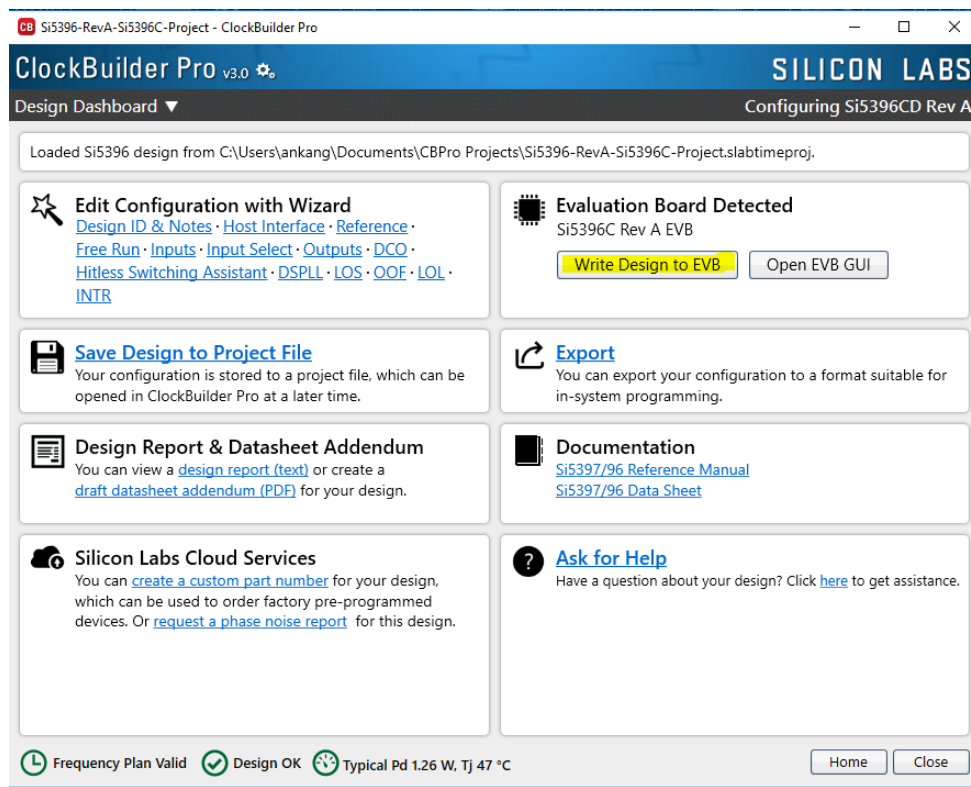 CB Si5396-RevA-Si5396C-Project - ClockBuilder Pro
ClockBuilder Pro v3.0
SILICON LABS
Design Dashboard ▼
Configuring Si5396CD Rev A
Loaded Si5396 design from C:\Users\ankang\Documents\CBPro Projects\Si5396-RevA-Si5396C-Project.slabtimeproj.
Edit Configuration with Wizard
Design ID & Notes · Host Interface · Reference ·
Free Run · Inputs · Input Select · Outputs · DCO ·
Hitless Switching Assistant · DSPLL · LOS · OOF · LOL ·
INTR
Evaluation Board Detected
Si5396C Rev A EVB
Write Design to EVB
Open EVB GUI
Save Design to Project File
Your configuration is stored to a project file, which can be
opened in ClockBuilder Pro at a later time.
Export
You can export your configuration to a format suitable for
in-system programming.
Design Report & Datasheet Addendum
You can view a design report (text) or create a
draft datasheet addendum (PDF) for your design.
Documentation
Si5397/96 Reference Manual
Si5397/96 Data Sheet
Silicon Labs Cloud Services
You can create a custom part number for your design,
which can be used to order factory pre-programmed
devices. Or request a phase noise report for this design.
? Ask for Help
Have a question about your design? Click here to get assistance.
Frequency Plan Valid
Design OK
Typical Pd 1.26 W, Tj 47 °C
Home
Close